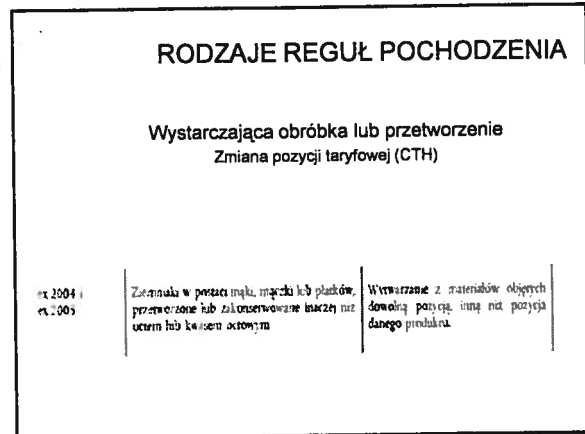 RODZAJE REGUŁ POCHODZENIA
Wystarczająca obróbka lub przetworzenie
Zmiana pozycji taryfowej (CTH)
ex 2004 i
ex 2005
Ziemniaki w postaci mąki, mączki lub płatków,
przetworzone lub zakonserwowane inaczej niż
octem lub kwasem octowym
Wytwarzanie z materiałów objętych
dowolną pozycją, inną niż pozycja
danego produktu